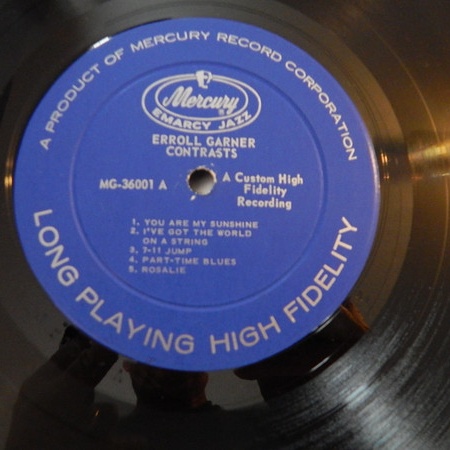 A PRODUCT OF MERCURY RECORD CORPORATION
Mercury
EMARCY JAZZ
ERROLL GARNER
CONTRASTS
MG-36001 A
A Custom High
Fidelity
Recording
1. YOU ARE MY SUNSHINE
2. I'VE GOT THE WORLD
ON A STRING
3. 7-11 JUMP
4. PART-TIME BLUES
5. ROSALIE
LONG PLAYING HIGH FIDELITY